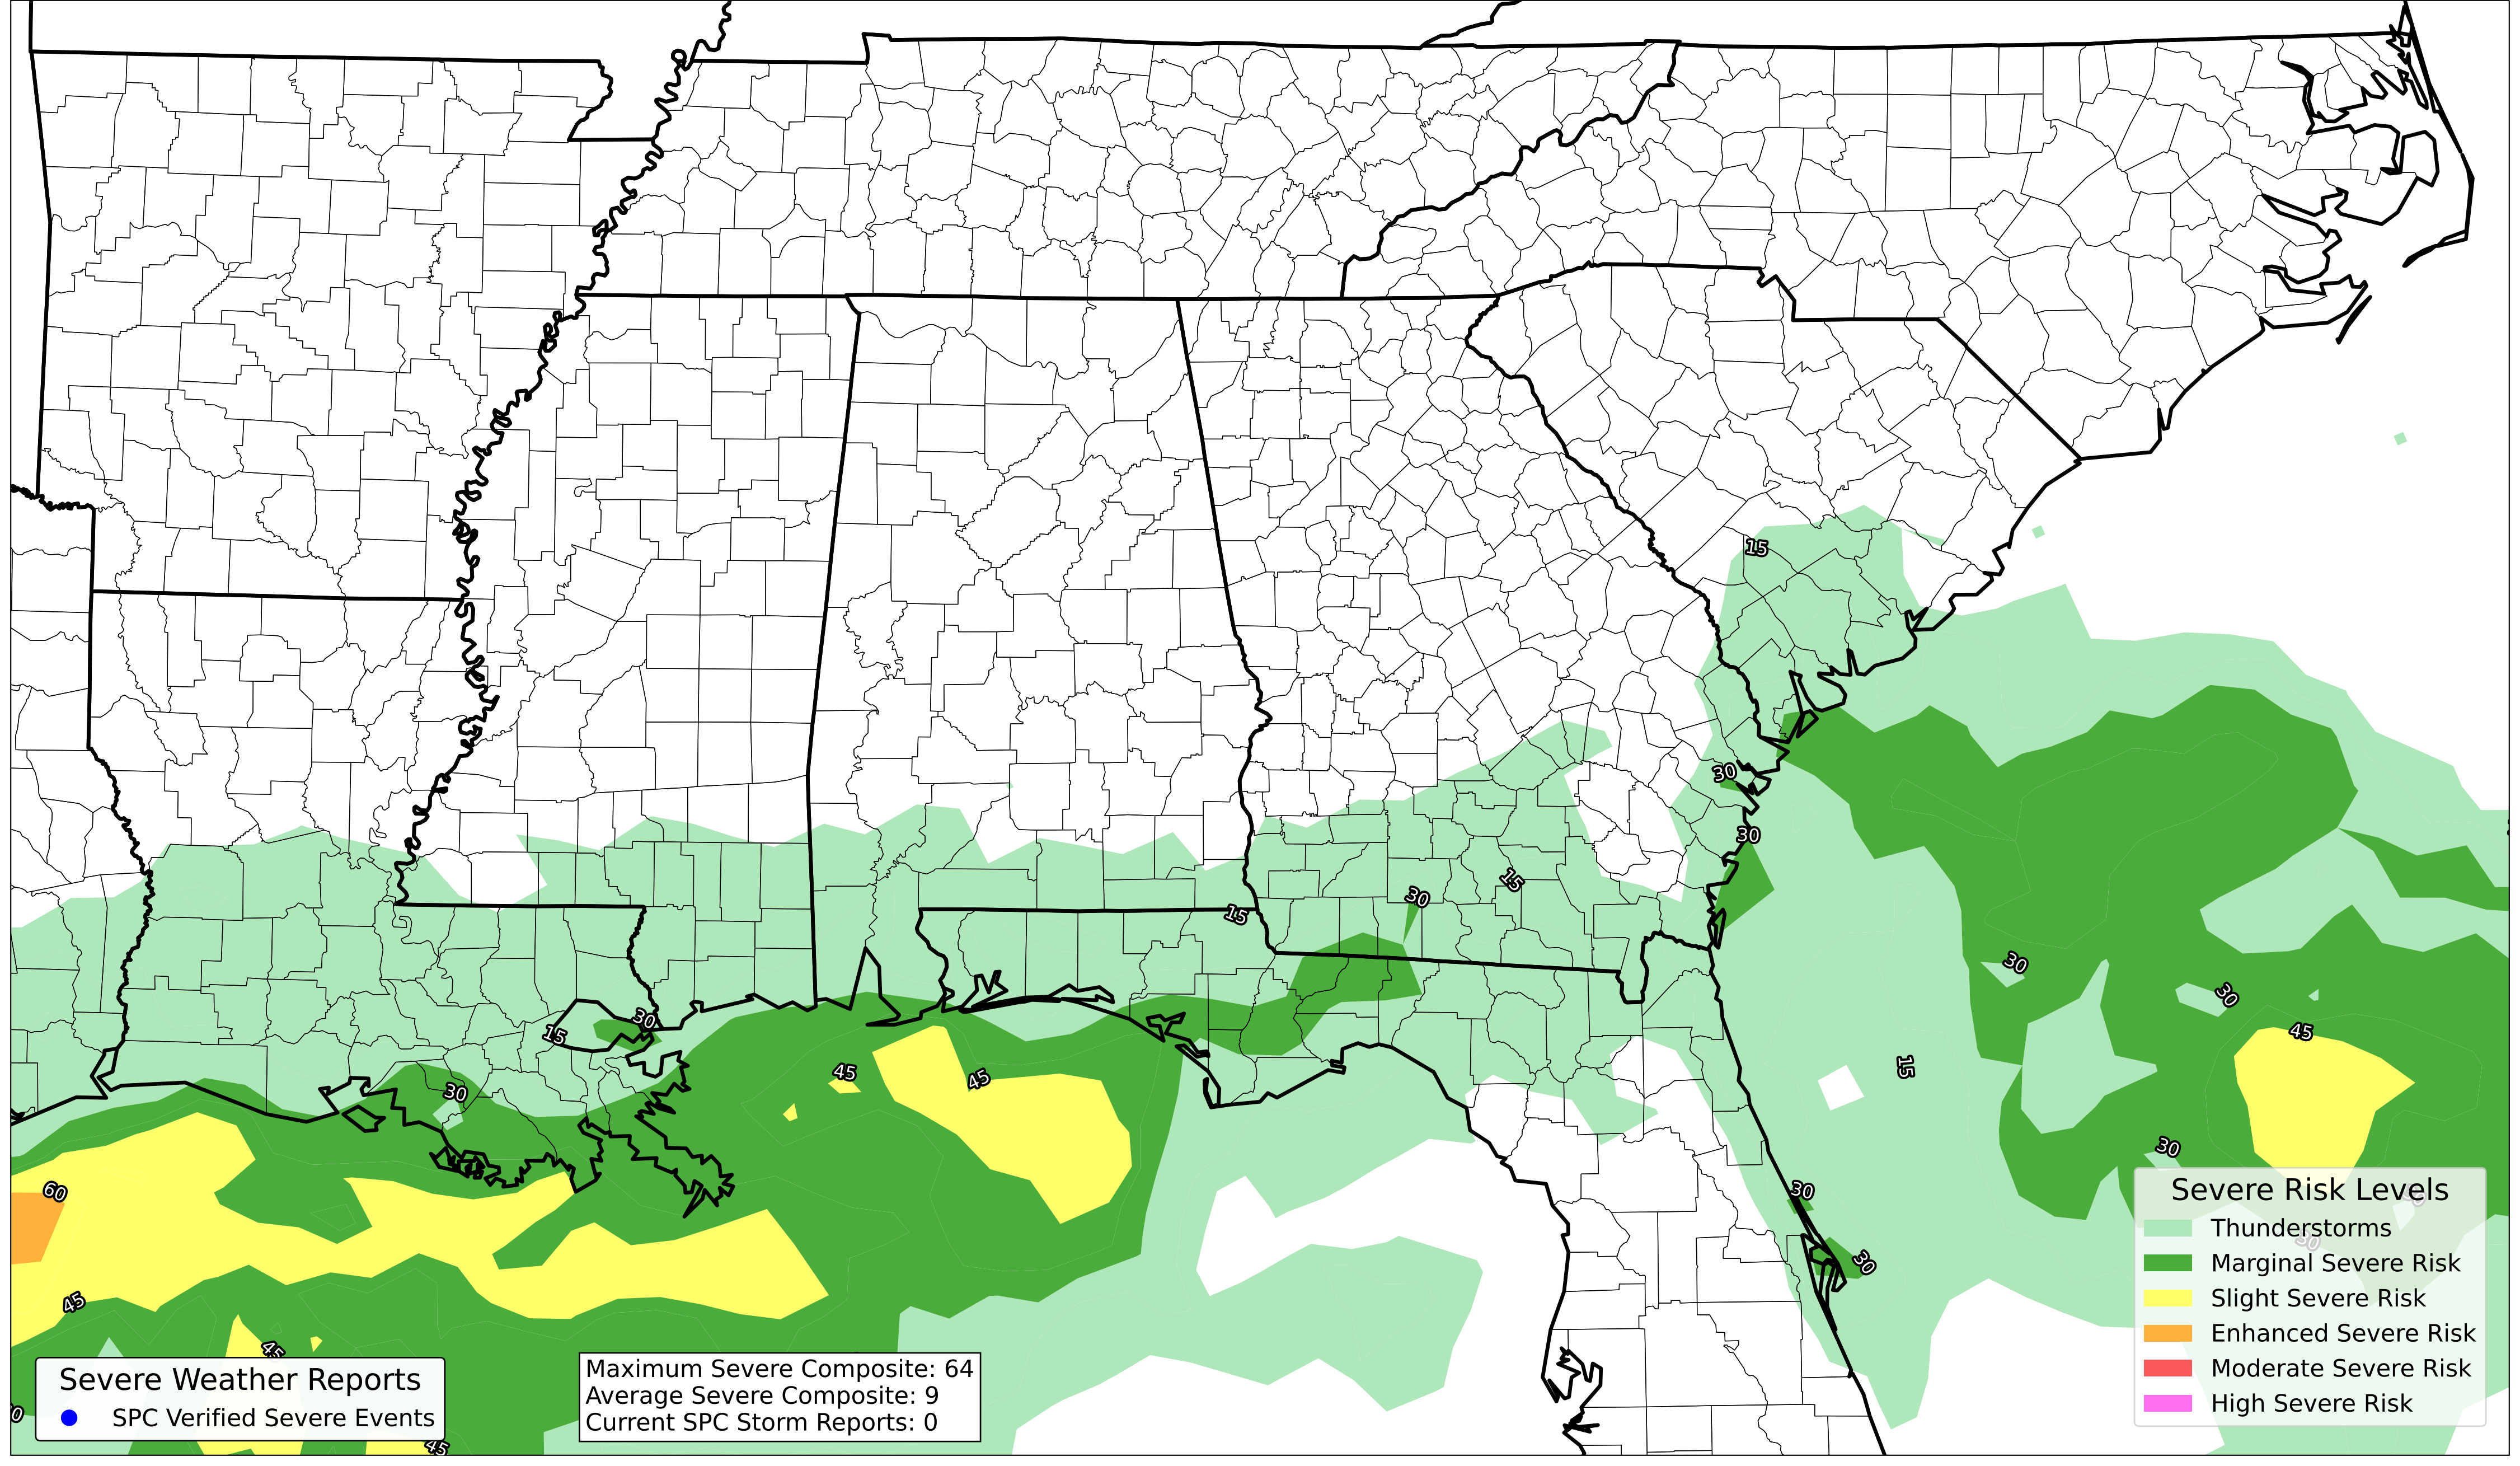 15
30
30
30
15
15
30
30
30
15
45
45
45
15
30
30
60
30
30
45
45
45
30
Severe Risk Levels
Thunderstorms
Marginal Severe Risk
Slight Severe Risk
Enhanced Severe Risk
Moderate Severe Risk
High Severe Risk
Severe Weather Reports
SPC Verified Severe Events
Maximum Severe Composite: 64
Average Severe Composite: 9
Current SPC Storm Reports: 0